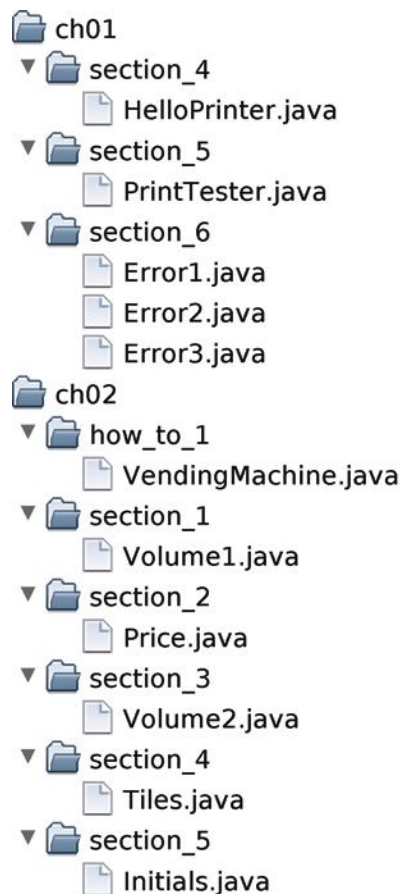 ch01
section_4
HelloPrinter.java
section_5
PrintTester.java
section_6
Error1.java
Error2.java
Error3.java
ch02
how_to_1
VendingMachine.java
section_1
Volume1.java
section_2
Price.java
section_3
Volume2.java
section_4
Tiles.java
section_5
Initials.java